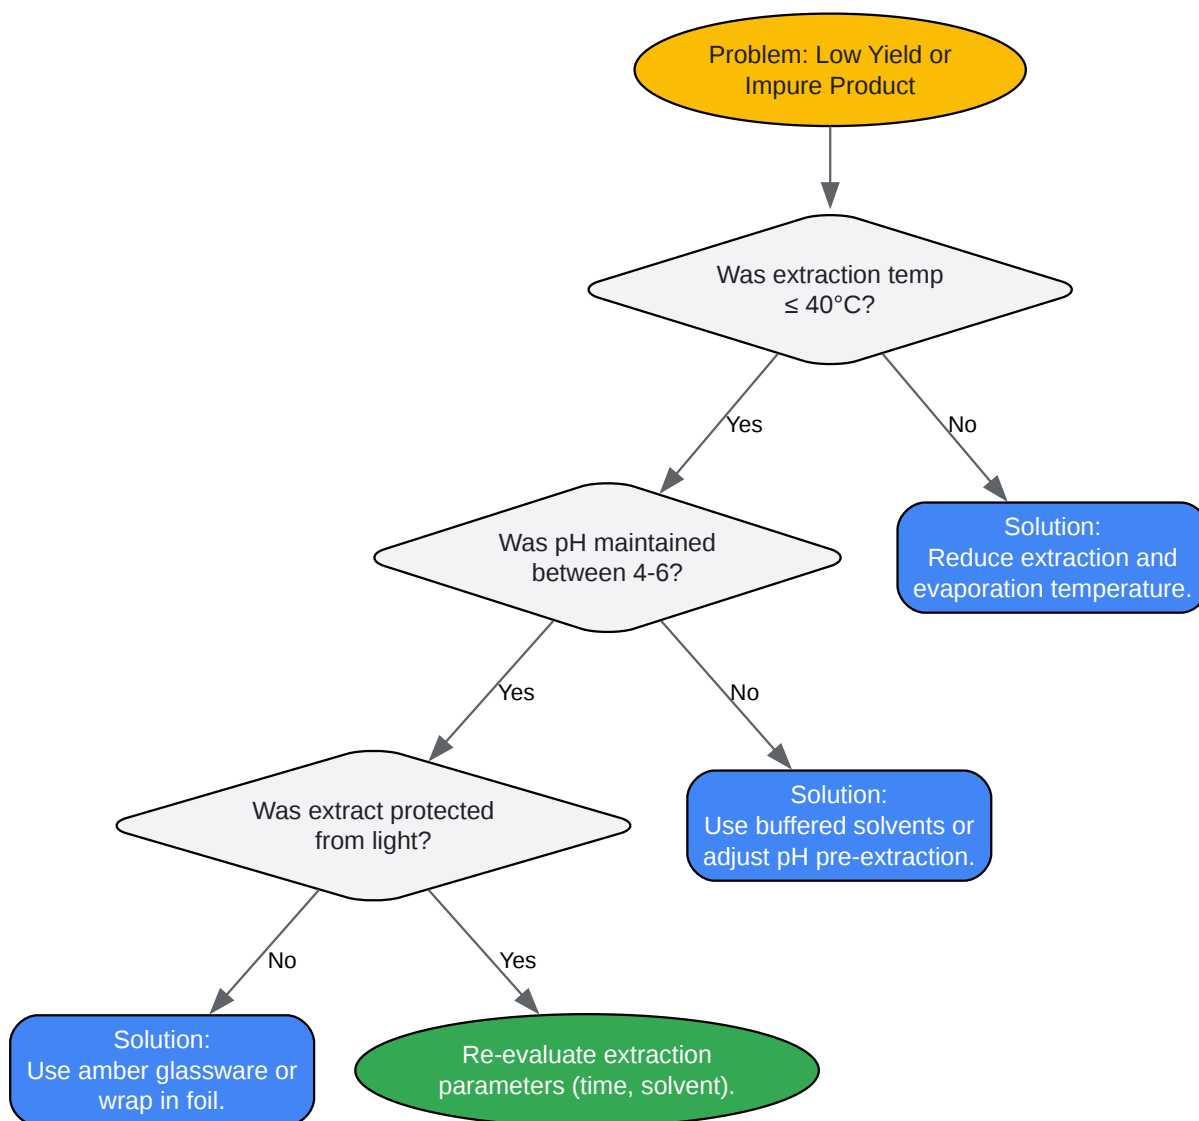 Problem: Low Yield or
Impure Product
Was extraction temp
≤ 40°C?
Yes
No
Solution:
Reduce extraction and
evaporation temperature.
Was pH maintained
between 4-6?
Yes
No
Solution:
Use buffered solvents or
adjust pH pre-extraction.
Was extract protected
from light?
No
Yes
Solution:
Use amber glassware or
wrap in foil.
Re-evaluate extraction
parameters (time, solvent).